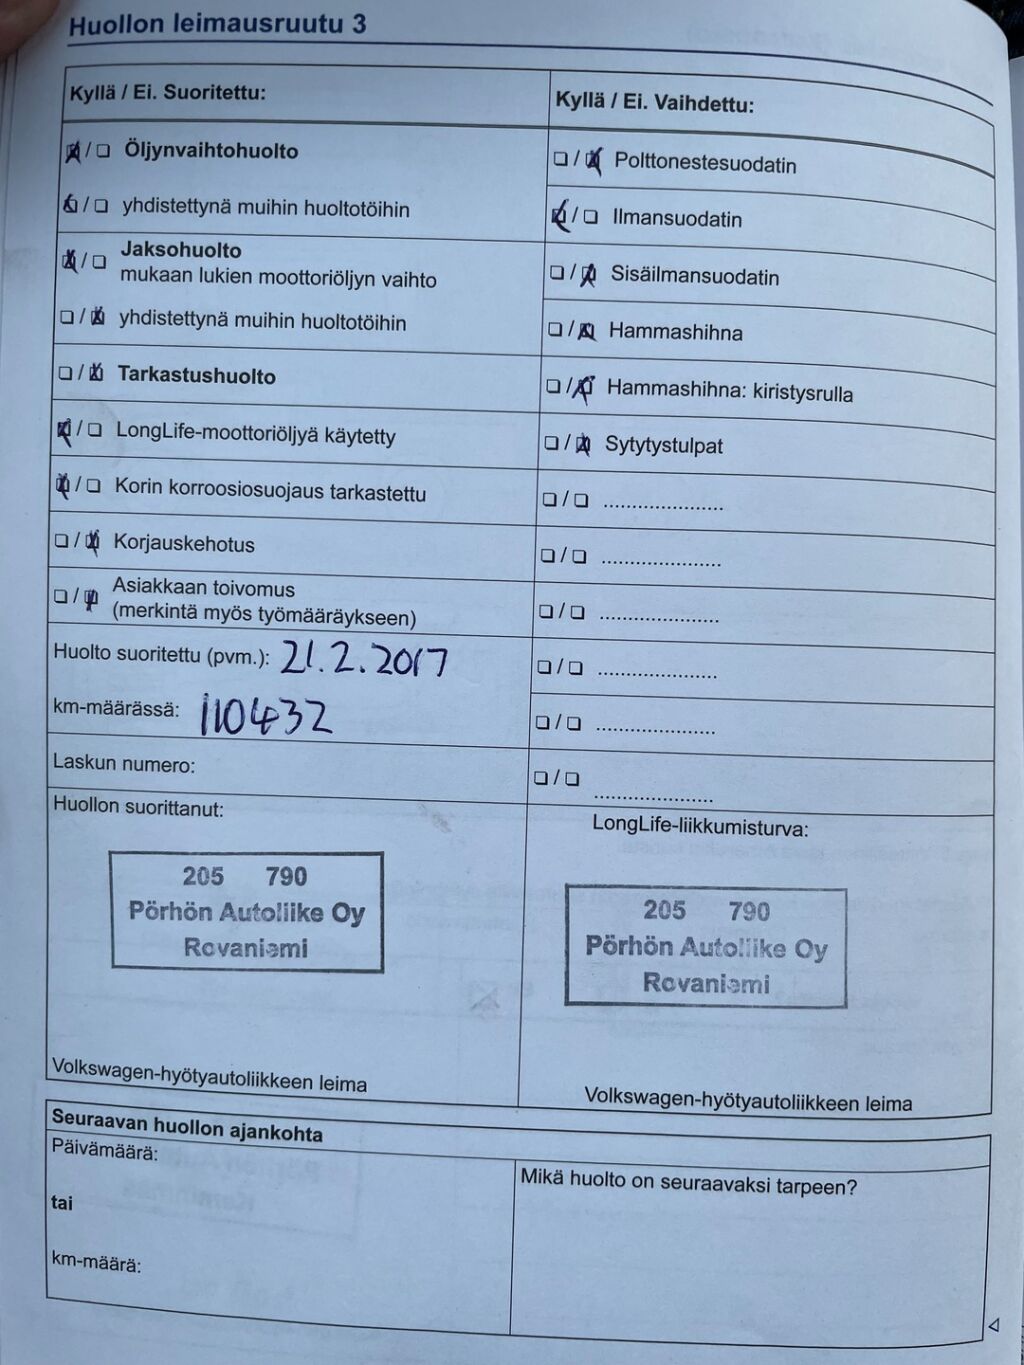 Huollon leimausruutu 3
Kyllä / Ei. Suoritettu:
☒ / ☐ Öljynvaihtohuolto
☒ / ☐ yhdistettynä muihin huoltotöihin
☒ / ☐ Jaksohuolto
mukaan lukien moottoriöljyn vaihto
☐ / ☒ yhdistettynä muihin huoltotöihin
☐ / ☒ Tarkastushuolto
☒ / ☐ LongLife-moottoriöljyä käytetty
☒ / ☐ Korin korroosiosuojaus tarkastettu
☐ / ☒ Korjauskehotus
☐ / ☒ Asiakkaan toivomus
(merkintä myös työmääräykseen)
Huolto suoritettu (pvm.): 21.2.2017
km-määrässä: 110432
Laskun numero:
Huollon suorittanut:
205 790
Pörhön Autoliike Oy
Rovaniemi
Volkswagen-hyötyautoliikkeen leima
Kyllä / Ei. Vaihdettu:
☐ / ☒ Polttonestesuodatin
☒ / ☐ Ilmansuodatin
☐ / ☒ Sisäilmansuodatin
☐ / ☒ Hammashihna
☐ / ☒ Hammashihna: kiristysrulla
☐ / ☒ Sytytystulpat
☐ / ☐ .....................
☐ / ☐ .....................
☐ / ☐ .....................
☐ / ☐ .....................
☐ / ☐ .....................
☐ / ☐ .....................
LongLife-liikkumisturva:
205 790
Pörhön Autoliike Oy
Rovaniemi
Volkswagen-hyötyautoliikkeen leima
Seuraavan huollon ajankohta
Päivämäärä:
tai
km-määrä:
Mikä huolto on seuraavaksi tarpeen?